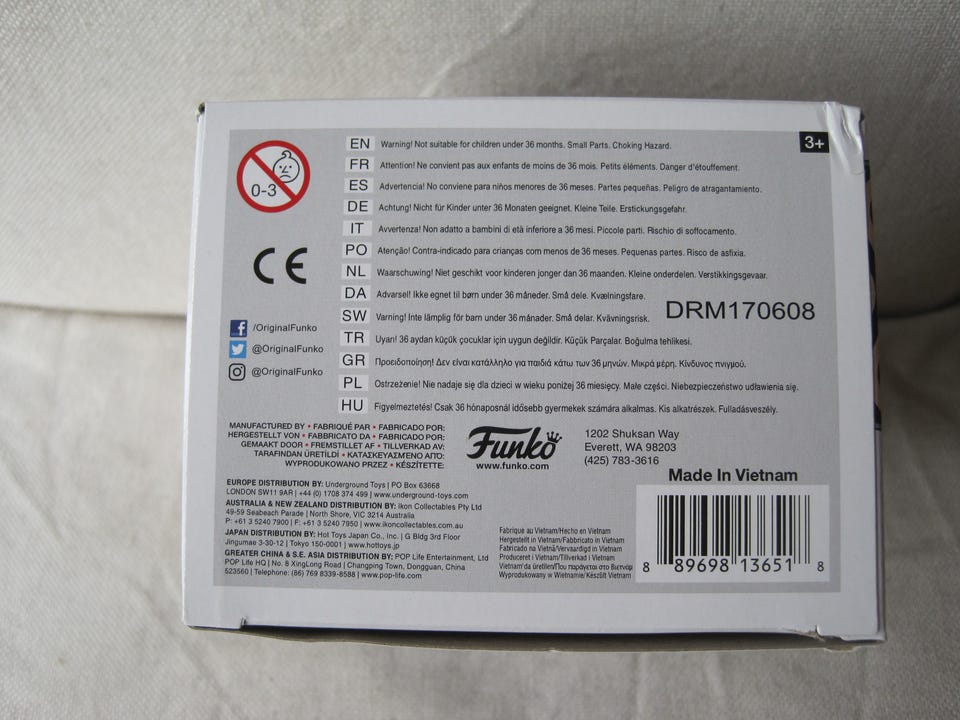 0-3
EN Warning! Not suitable for children under 36 months. Small Parts. Choking Hazard.
3+
FR Attention! Ne convient pas aux enfants de moins de 36 mois. Petits éléments. Danger d'étouffement.
ES Advertencia! No conviene para niños menores de 36 meses. Partes pequeñas. Peligro de atragantamiento.
DE Achtung! Nicht für Kinder unter 36 Monaten geeignet. Kleine Teile. Erstickungsgefahr.
IT Avvertenza! Non adatto a bambini di età inferiore a 36 mesi. Piccole parti. Rischio di soffocamento.
PO Atenção! Contra-indicado para crianças com menos de 36 meses. Pequenas partes. Risco de asfixia.
NL Waarschuwing! Niet geschikt voor kinderen jonger dan 36 maanden. Kleine onderdelen. Verstikkingsgevaar.
DA Advarsel! Ikke egnet til børn under 36 måneder. Små dele. Kvælningsfare.
SW Varning! Inte lämplig för barn under 36 månader. Små delar. Kvävningsrisk.
TR Uyarı! 36 aydan küçük çocuklar için uygun değildir. Küçük Parçalar. Boğulma tehlikesi.
GR Προειδοποίηση! Δεν είναι κατάλληλο για παιδιά κάτω των 36 μηνών. Μικρά μέρη. Κίνδυνος πνιγμού.
PL Ostrzeżenie! Nie nadaje się dla dzieci w wieku poniżej 36 miesięcy. Małe części. Niebezpieczeństwo udławienia się.
HU Figyelmeztetés! Csak 36 hónaposnál idősebb gyermekek számára alkalmas. Kis alkatrészek. Fulladásveszély.
DRM170608
CE
/OriginalFunko
@OriginalFunko
@OriginalFunko
MANUFACTURED BY • FABRIQUÉ PAR • FABRICADO POR:
HERGESTELLT VON • FABBRICATO DA • FABRICADO POR:
GEMAAKT DOOR • FREMSTILLET AF • TILLVERKAD AV:
TARAFINDAN ÜRETİLDİ • ΚΑΤΑΣΚΕΥΑΣΜΕΝΟ ΑΠΟ:
WYPRODUKOWANO PRZEZ • KÉSZÍTETTE:
Funko
www.funko.com
1202 Shuksan Way
Everett, WA 98203
(425) 783-3616
EUROPE DISTRIBUTION BY: Underground Toys | PO Box 63668
LONDON SW11 9AR | +44 (0) 1708 374 499 | www.underground-toys.com
AUSTRALIA & NEW ZEALAND DISTRIBUTION BY: Ikon Collectables Pty Ltd
49-59 Seabeach Parade | North Shore, VIC 3214 Australia
P: +61 3 5240 7900 | F: +61 3 5240 7950 | www.ikoncollectables.com.au
JAPAN DISTRIBUTION BY: Hot Toys Japan Co., Inc. | G Bldg 3rd Floor
Jingumae 3-30-12 | Tokyo 150-0001 | www.hottoys.jp
GREATER CHINA & S.E. ASIA DISTRIBUTION BY: POP Life Entertainment, Ltd
POP Life HQ | No. 8 XingLong Road | Changping Town, Dongguan, China
523560 | Telephone: (86) 769 8339-8588 | www.pop-life.com
Fabrique au Vietnam/Hecho en Vietnam
Hergestellt in Vietnam/Fabbricato in Vietnam
Fabricado na Vietnã/Vervaardigd in Vietnam
Produceret i Vietnam/Tillverkad i Vietnam
Vietnam'da üretilen/Που παράγεται στο Βιετνάμ
Wyprodukowany w Wietnamie/Készült Vietnam
Made In Vietnam
8 89698 13651 8